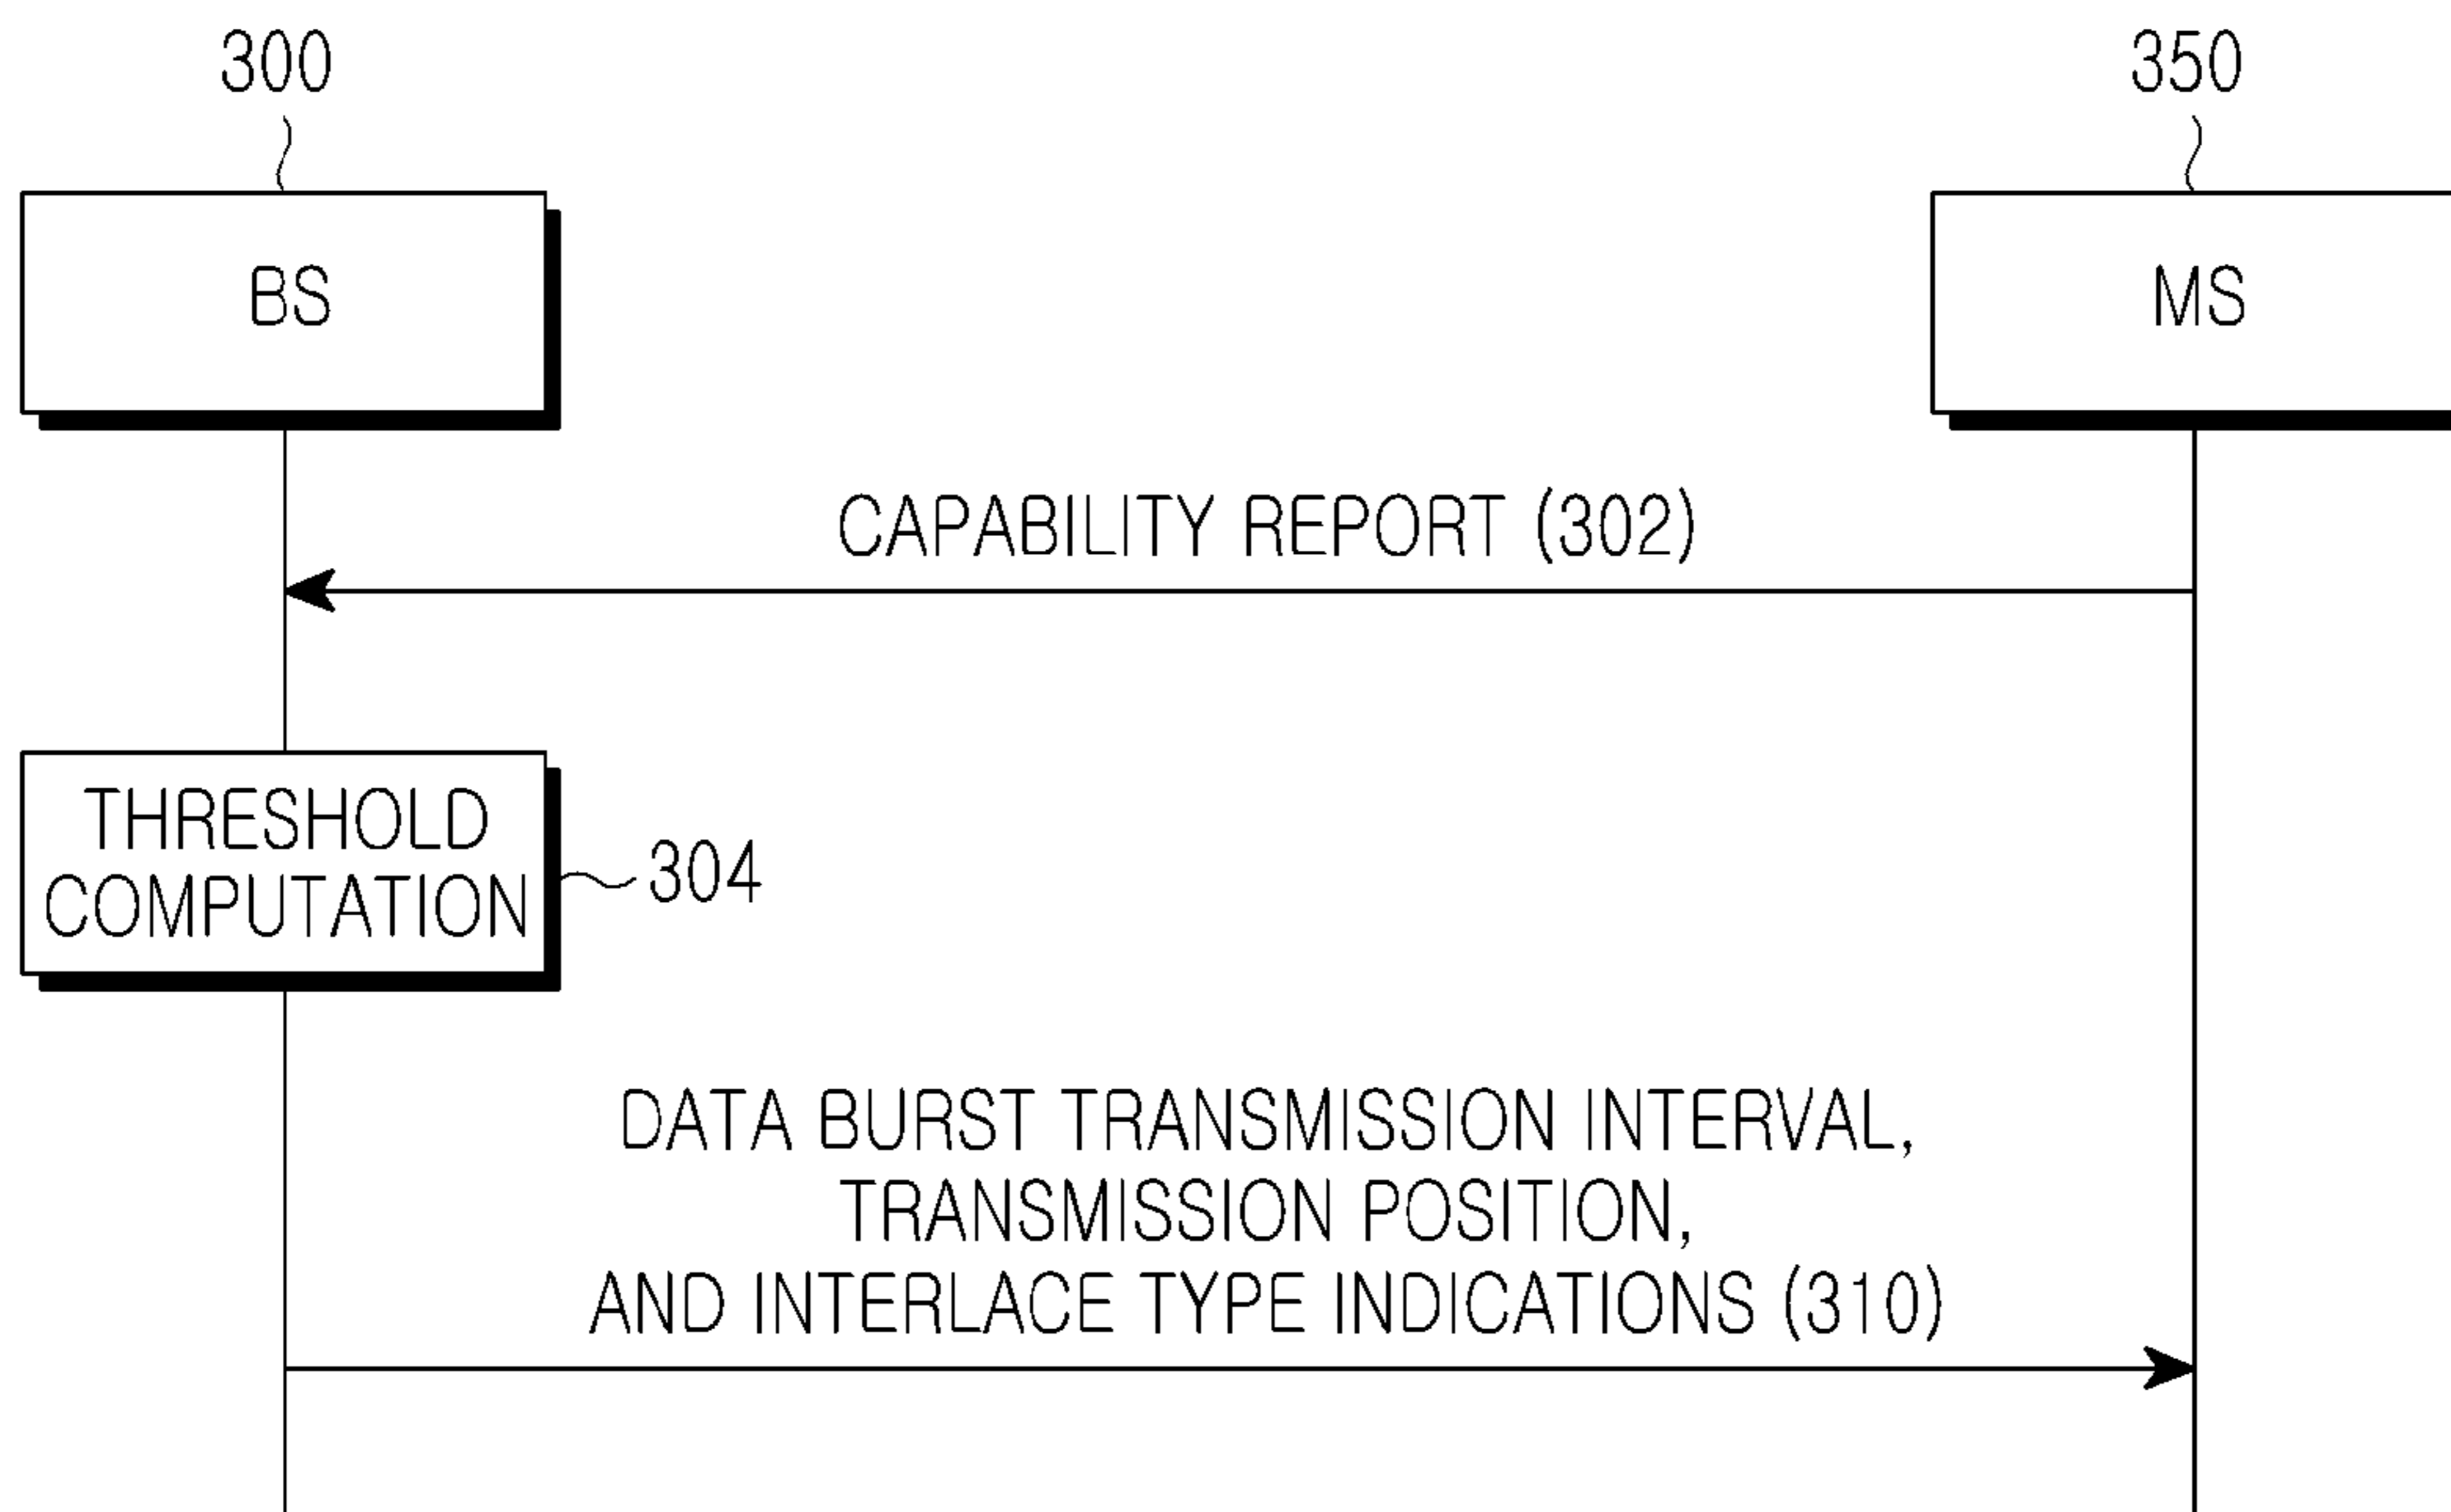 300
350
BS
MS
CAPABILITY REPORT (302)
THRESHOLD
COMPUTATION
304
DATA BURST TRANSMISSION INTERVAL,
TRANSMISSION POSITION,
AND INTERLACE TYPE INDICATIONS (310)